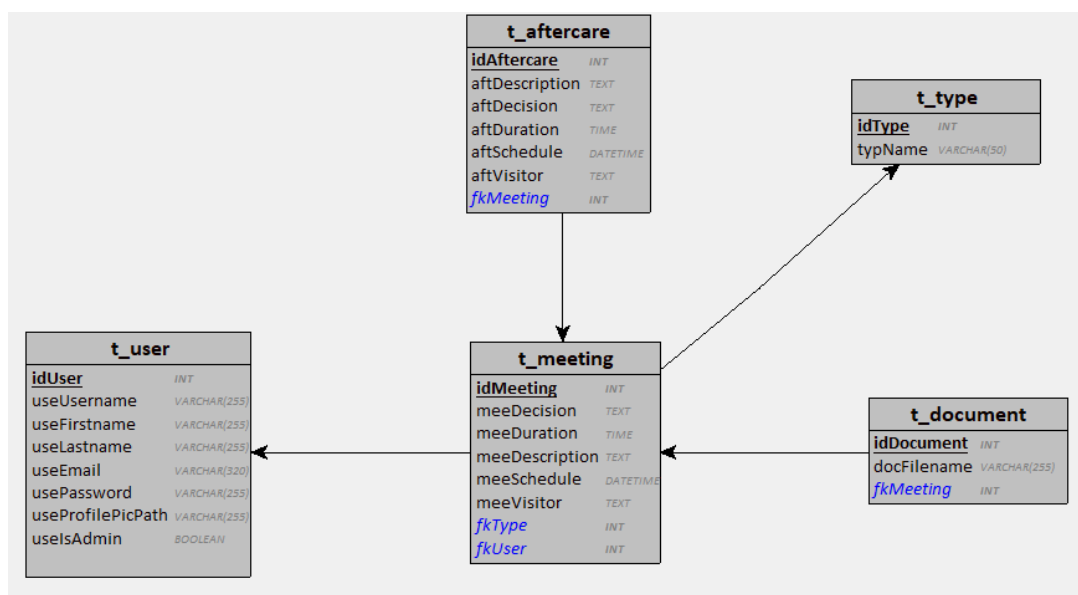 t_aftercare
idAftercare INT
aftDescription TEXT
aftDecision TEXT
aftDuration TIME
aftSchedule DATETIME
aftVisitor TEXT
fkMeeting INT
t_type
idType INT
typName VARCHAR(50)
t_user
idUser INT
useUsername VARCHAR(255)
useFirstname VARCHAR(255)
useLastname VARCHAR(255)
useEmail VARCHAR(320)
usePassword VARCHAR(255)
useProfilePicPath VARCHAR(255)
useIsAdmin BOOLEAN
t_meeting
idMeeting INT
meeDecision TEXT
meeDuration TIME
meeDescription TEXT
meeSchedule DATETIME
meeVisitor TEXT
fkType INT
fkUser INT
t_document
idDocument INT
docFilename VARCHAR(255)
fkMeeting INT